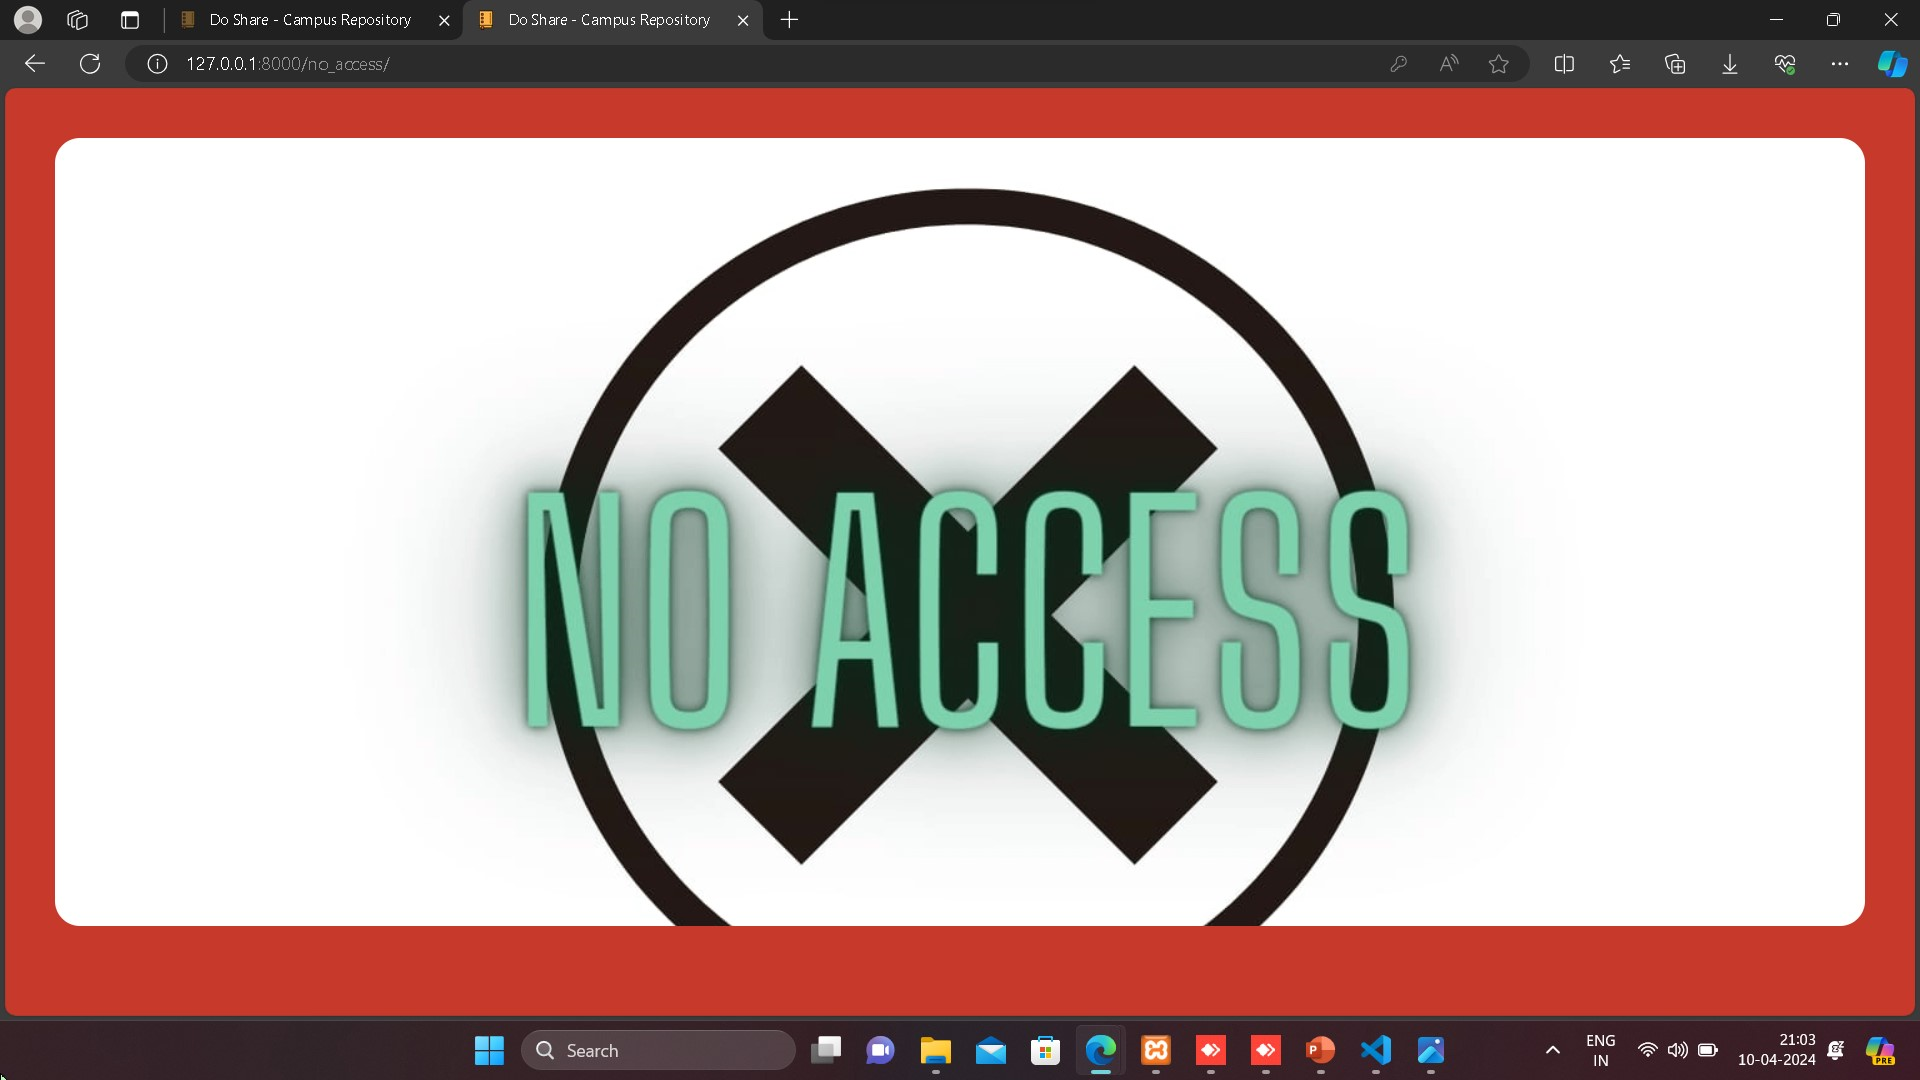 Do Share - Campus Repository
Do Share - Campus Repository
127.0.0.1:8000/no_access/
NO ACCESS
Search
ENG
IN
21:03
10-04-2024
PRE